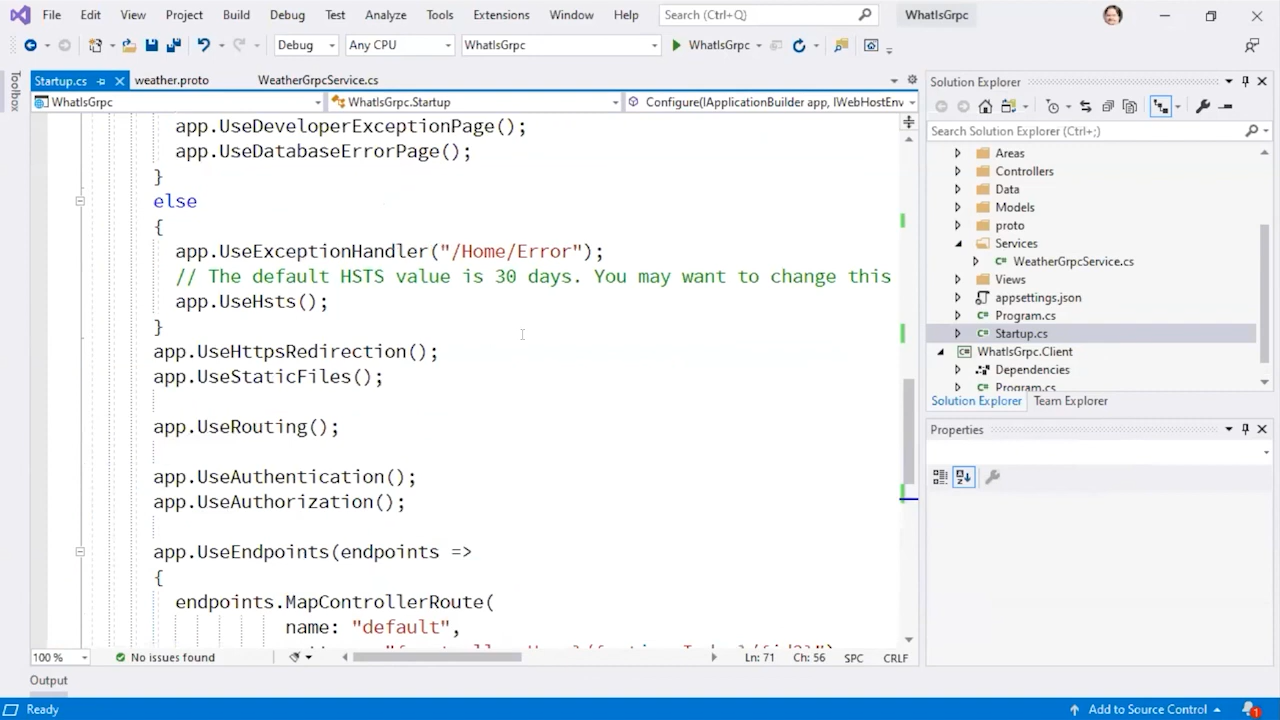 File Edit View Project Build Debug Test Analyze Tools Extensions Window Help Search (Ctrl+Q) WhatIsGrpc
Debug Any CPU WhatIsGrpc WhatIsGrpc
Toolbox
Startup.cs weather.proto WeatherGrpcService.cs
WhatIsGrpc WhatIsGrpc.Startup Configure(IApplicationBuilder app, IWebHostEnv
app.UseDeveloperExceptionPage();
app.UseDatabaseErrorPage();
}
else
{
app.UseExceptionHandler("/Home/Error");
// The default HSTS value is 30 days. You may want to change this
app.UseHsts();
}
app.UseHttpsRedirection();
app.UseStaticFiles();
app.UseRouting();
app.UseAuthentication();
app.UseAuthorization();
app.UseEndpoints(endpoints =>
{
endpoints.MapControllerRoute(
name: "default",
100 % No issues found Ln: 71 Ch: 56 SPC CRLF
Solution Explorer
Search Solution Explorer (Ctrl+;)
Areas
Controllers
Data
Models
proto
Services
WeatherGrpcService.cs
Views
appsettings.json
Program.cs
Startup.cs
WhatIsGrpc.Client
Dependencies
Program.cs
Solution Explorer Team Explorer
Properties
Output
Ready Add to Source Control 1